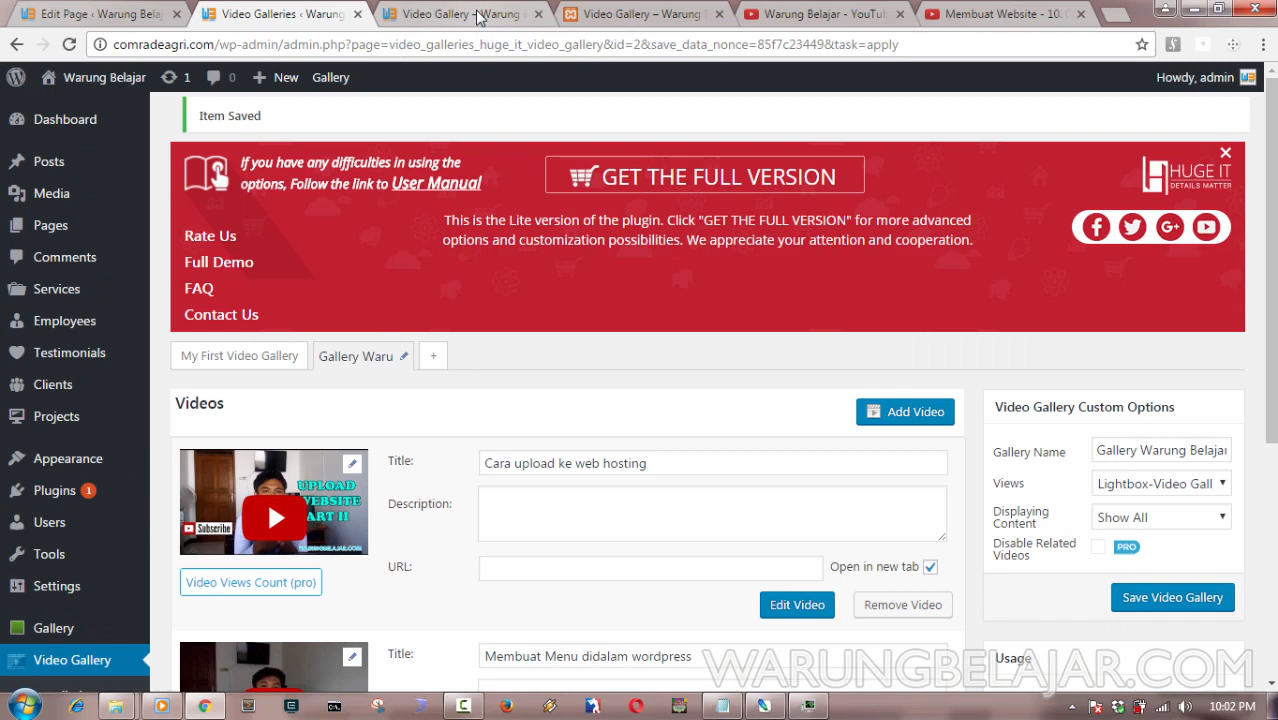 Edit Page ‹ Warung Bela
Video Galleries ‹ Warung
Video Gallery – Warung
Video Gallery – Warung
Warung Belajar - YouTu
Membuat Website - 10.
comradeagri.com/wp-admin/admin.php?page=video_galleries_huge_it_video_gallery&id=2&save_data_nonce=85f7c23449&task=apply
Warung Belajar
1
0
New
Gallery
Howdy, admin
Dashboard
Posts
Media
Pages
Comments
Services
Employees
Testimonials
Clients
Projects
Appearance
Plugins 1
Users
Tools
Settings
Gallery
Video Gallery
Item Saved
If you have any difficulties in using the
options, Follow the link to User Manual
GET THE FULL VERSION
HUGE IT
DETAILS MATTER
This is the Lite version of the plugin. Click "GET THE FULL VERSION" for more advanced
options and customization possibilities. We appreciate your attention and cooperation.
Rate Us
Full Demo
FAQ
Contact Us
My First Video Gallery
Gallery Waru
+
Videos
Add Video
UPLOAD
WEBSITE
PART II
Subscribe
Video Views Count (pro)
Title: Cara upload ke web hosting
Description:
URL:
Open in new tab
Edit Video
Remove Video
Title: Membuat Menu didalam wordpress
Video Gallery Custom Options
Gallery Name Gallery Warung Belajar
Views Lightbox-Video Gall
Displaying
Content
Show All
Disable Related
Videos
PRO
Save Video Gallery
Usage
WARUNGBELAJAR.COM
10:02 PM